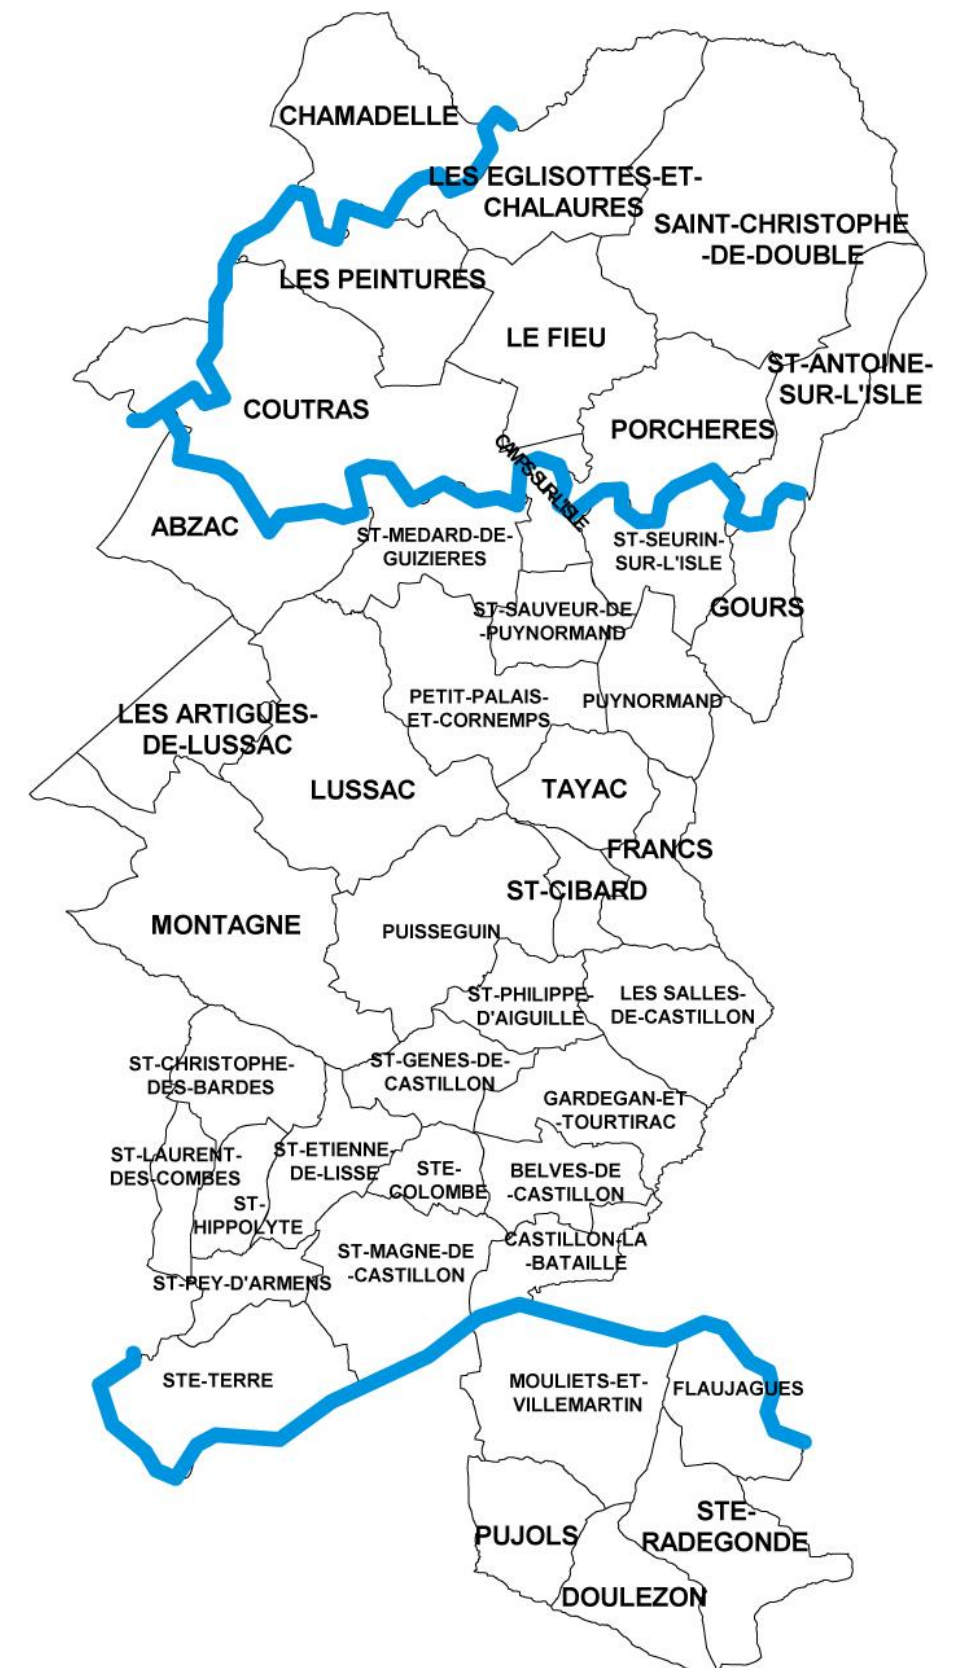 CHAMADELLE
LES EGLISOTTES-ET-
CHALAURES
SAINT-CHRISTOPHE
-DE-DOUBLE
LES PEINTURES
LE FIEU
ST-ANTOINE-
SUR-L'ISLE
COUTRAS
PORCHERES
CAMPS SUR L'ISLE
ABZAC
ST-MEDARD-DE-
GUIZIERES
ST-SEURIN-
SUR-L'ISLE
ST-SAUVEUR-DE
-PUYNORMAND
GOURS
PETIT-PALAIS-
ET-CORNEMPS
PUYNORMAND
LES ARTIGUES-
DE-LUSSAC
LUSSAC
TAYAC
FRANCS
ST-CIBARD
MONTAGNE
PUISSEGUIN
ST-PHILIPPE-
D'AIGUILLE
LES SALLES-
DE-CASTILLON
ST-CHRISTOPHE-
DES-BARDES
ST-GENES-DE-
CASTILLON
GARDEGAN-ET
-TOURTIRAC
ST-LAURENT-
DES-COMBES
ST-ETIENNE-
DE-LISSE
STE-
COLOMBE
BELVES-DE
-CASTILLON
ST-
HIPPOLYTE
ST-MAGNE-DE
-CASTILLON
CASTILLON-LA
-BATAILLE
ST-PEY-D'ARMENS
STE-TERRE
MOULIETS-ET-
VILLEMARTIN
FLAUJAGUES
PUJOLS
STE-
RADEGONDE
DOULEZON